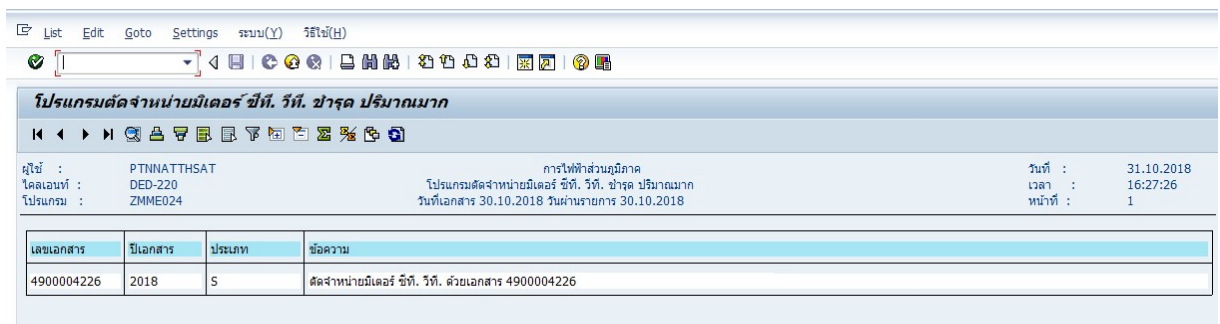 List Edit Goto Settings ระบบ(Y) วิธีใช้(H)
โปรแกรมตัดจำหน่ายมิเตอร์ ซีที. วีที. ชำรุด ปริมาณมาก
ผู้ใช้ : PTNNATTHSAT การไฟฟ้าส่วนภูมิภาค วันที่ : 31.10.2018
ไคลเอนท์ : DED-220 โปรแกรมตัดจำหน่ายมิเตอร์ ซีที. วีที. ชำรุด ปริมาณมาก เวลา : 16:27:26
โปรแกรม : ZMME024 วันที่เอกสาร 30.10.2018 วันผ่านรายการ 30.10.2018 หน้าที่ : 1
เลขเอกสาร ปีเอกสาร ประเภท ข้อความ
4900004226 2018 S ตัดจำหน่ายมิเตอร์ ซีที. วีที. ด้วยเอกสาร 4900004226